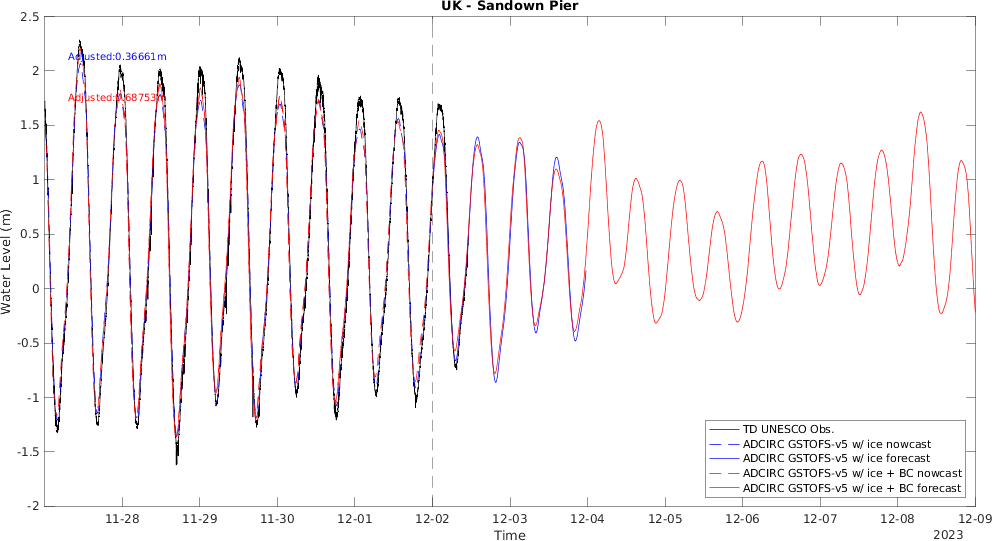 UK - Sandown Pier
2.5
2
1.5
1
0.5
0
-0.5
-1
-1.5
-2
Water Level (m)
Adjusted:0.36661m
Adjusted:0.68753m
TD UNESCO Obs.
ADCIRC GSTOFS-v5 w/ ice nowcast
ADCIRC GSTOFS-v5 w/ ice forecast
ADCIRC GSTOFS-v5 w/ ice + BC nowcast
ADCIRC GSTOFS-v5 w/ ice + BC forecast
11-28 11-29 11-30 12-01 12-02 12-03 12-04 12-05 12-06 12-07 12-08 12-09
Time
2023